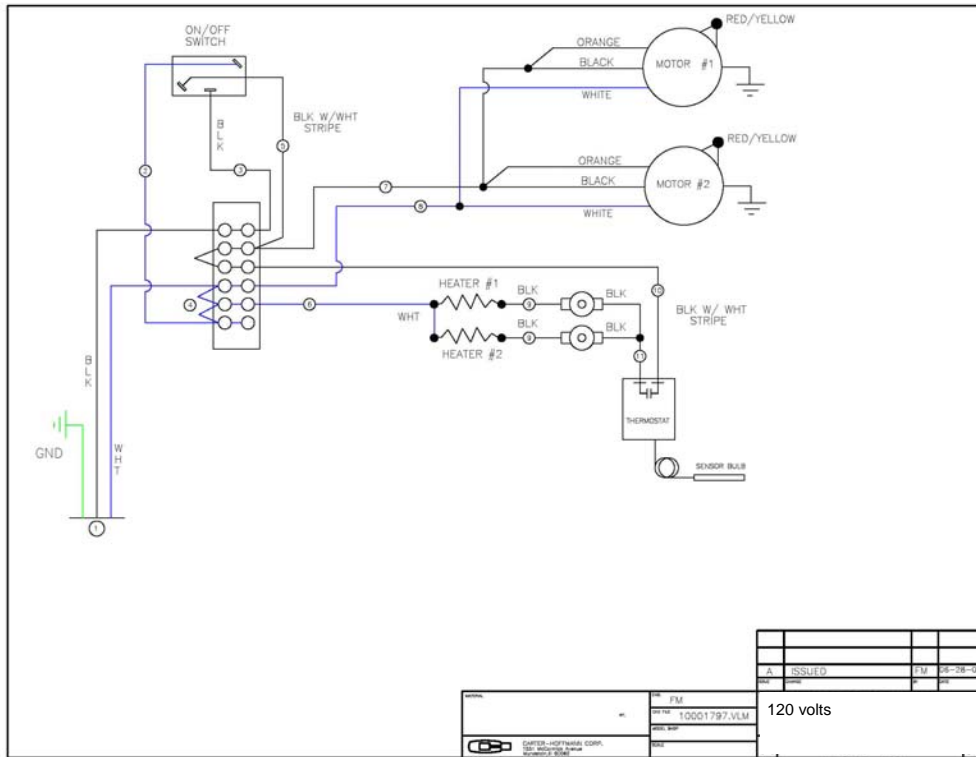 ON/OFF
SWITCH
RED/YELLOW
ORANGE
BLACK
MOTOR #1
WHITE
BLK W/WHT
STRIPE
BLK
2
3
5
RED/YELLOW
ORANGE
BLACK
MOTOR #2
WHITE
7
8
4
6
HEATER #1
BLK
9
BLK
WHT
HEATER #2
BLK
9
BLK
10
BLK W/ WHT
STRIPE
11
THERMOSTAT
SENSOR BULB
BLK
WHT
GND
1
A ISSUED FM
FM
10001797.VLM
120 volts
CARTER-HOFFMANN CORP.